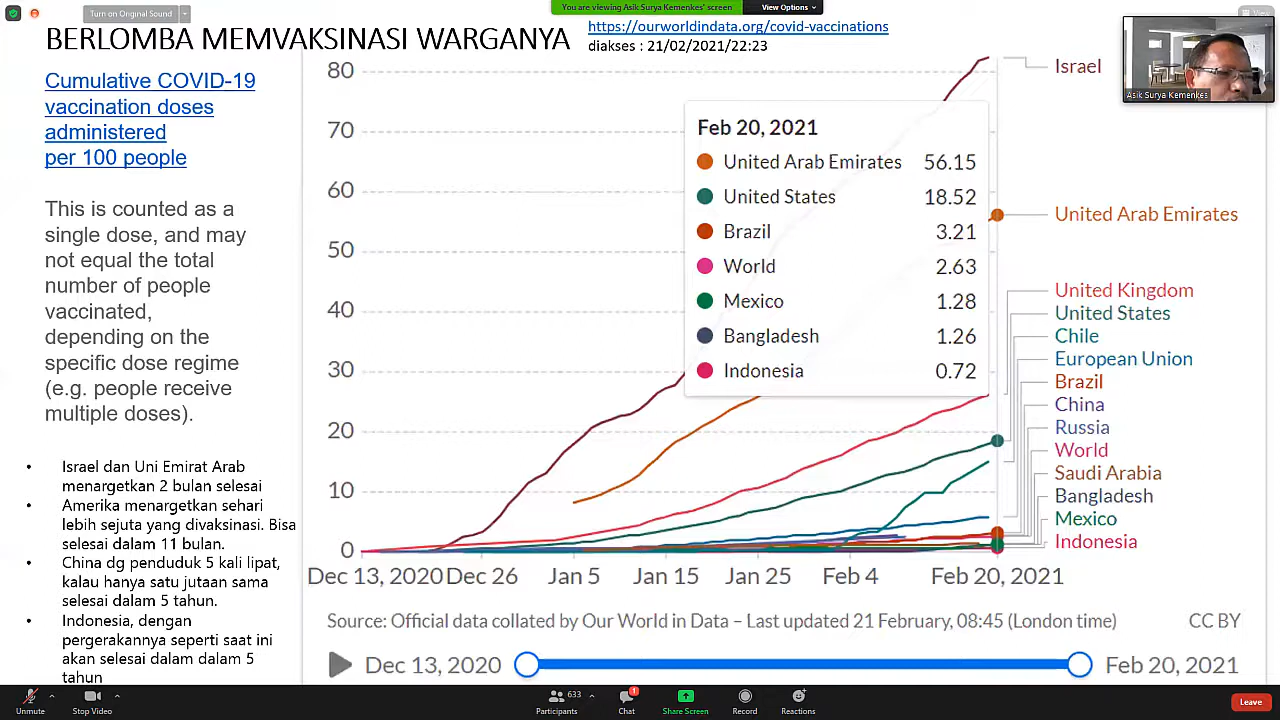 Turn on Original Sound
You are viewing Asik Surya Kemenkes' screen
View Options
View
BERLOMBA MEMVAKSINASI WARGANYA
https://ourworldindata.org/covid-vaccinations
diakses : 21/02/2021/22:23
Asik Surya Kemenkes
Cumulative COVID-19
vaccination doses
administered
per 100 people
This is counted as a
single dose, and may
not equal the total
number of people
vaccinated,
depending on the
specific dose regime
(e.g. people receive
multiple doses).
• Israel dan Uni Emirat Arab
menargetkan 2 bulan selesai
• Amerika menargetkan sehari
lebih sejuta yang divaksinasi. Bisa
selesai dalam 11 bulan.
• China dg penduduk 5 kali lipat,
kalau hanya satu jutaan sama
selesai dalam 5 tahun.
• Indonesia, dengan
pergerakannya seperti saat ini
akan selesai dalam dalam 5
tahun
80
70
60
50
40
30
20
10
0
Feb 20, 2021
United Arab Emirates 56.15
United States 18.52
Brazil 3.21
World 2.63
Mexico 1.28
Bangladesh 1.26
Indonesia 0.72
Israel
United Arab Emirates
United Kingdom
United States
Chile
European Union
Brazil
China
Russia
World
Saudi Arabia
Bangladesh
Mexico
Indonesia
Dec 13, 2020 Dec 26 Jan 5 Jan 15 Jan 25 Feb 4 Feb 20, 2021
Source: Official data collated by Our World in Data – Last updated 21 February, 08:45 (London time) CC BY
Dec 13, 2020 Feb 20, 2021
Unmute
Stop Video
633
Participants
1
Chat
Share Screen
Record
Reactions
Leave